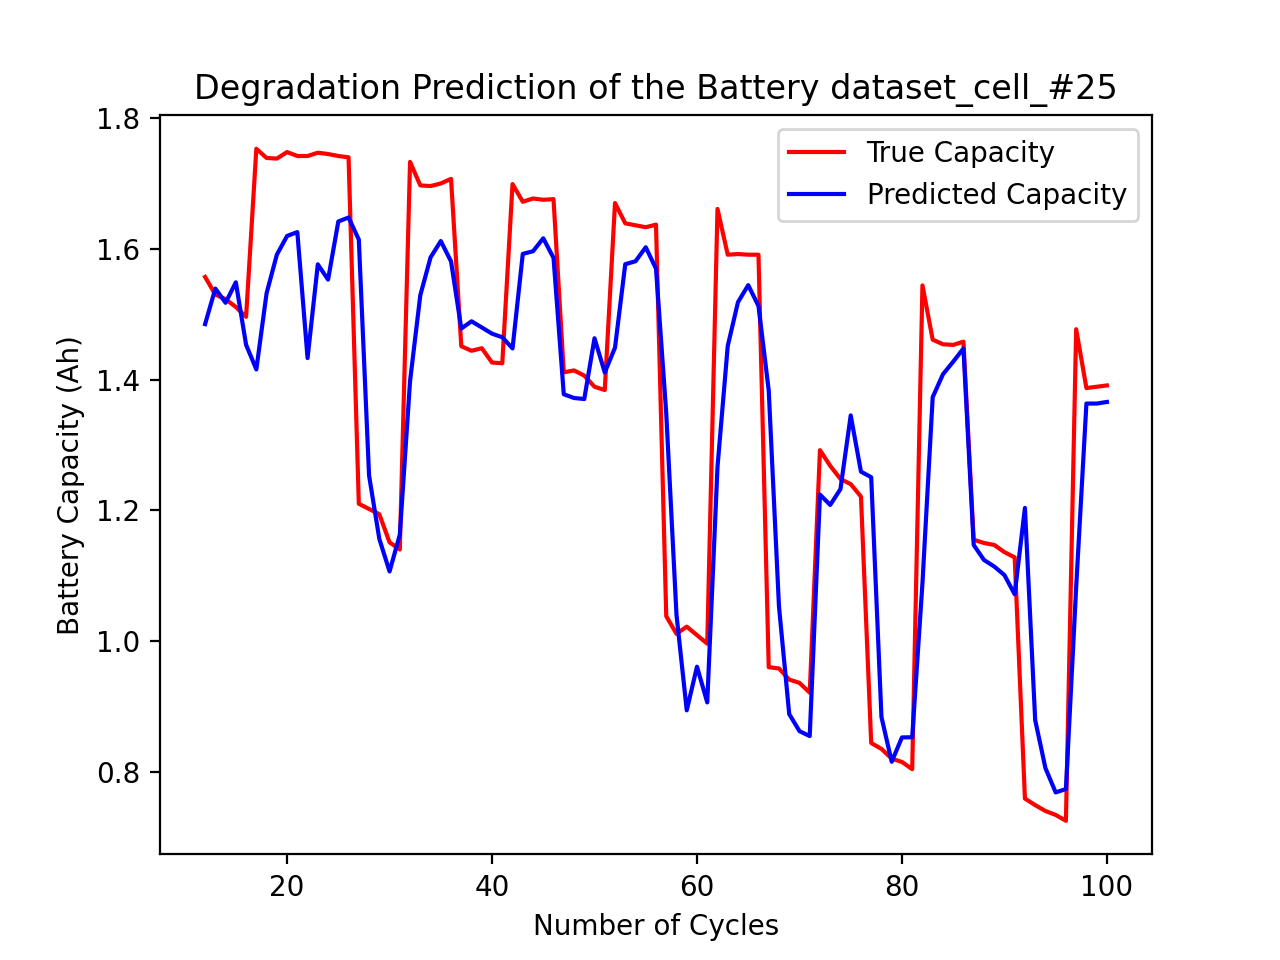 Degradation Prediction of the Battery dataset_cell_#25
True Capacity
Predicted Capacity
Battery Capacity (Ah)
1.8
1.6
1.4
1.2
1.0
0.8
20 40 60 80 100
Number of Cycles